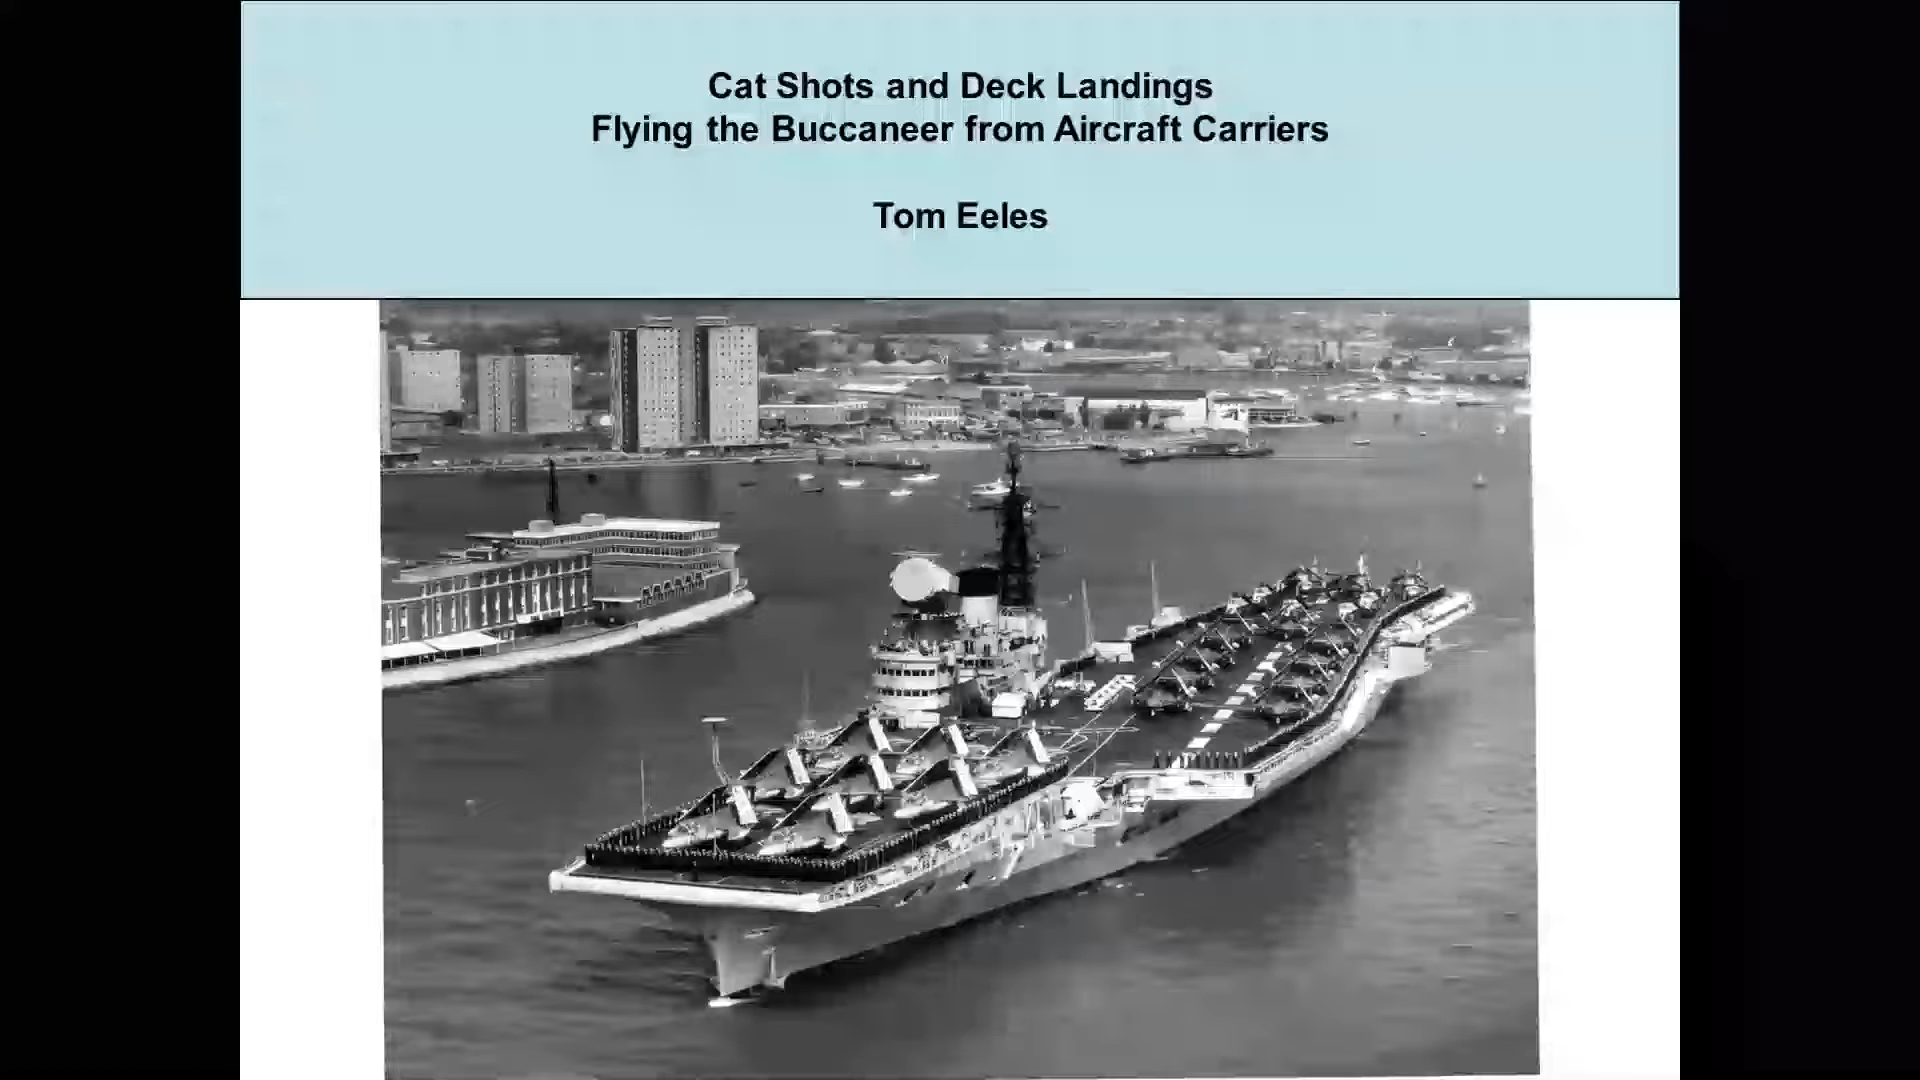 Cat Shots and Deck Landings
Flying the Buccaneer from Aircraft Carriers
Tom Eeles